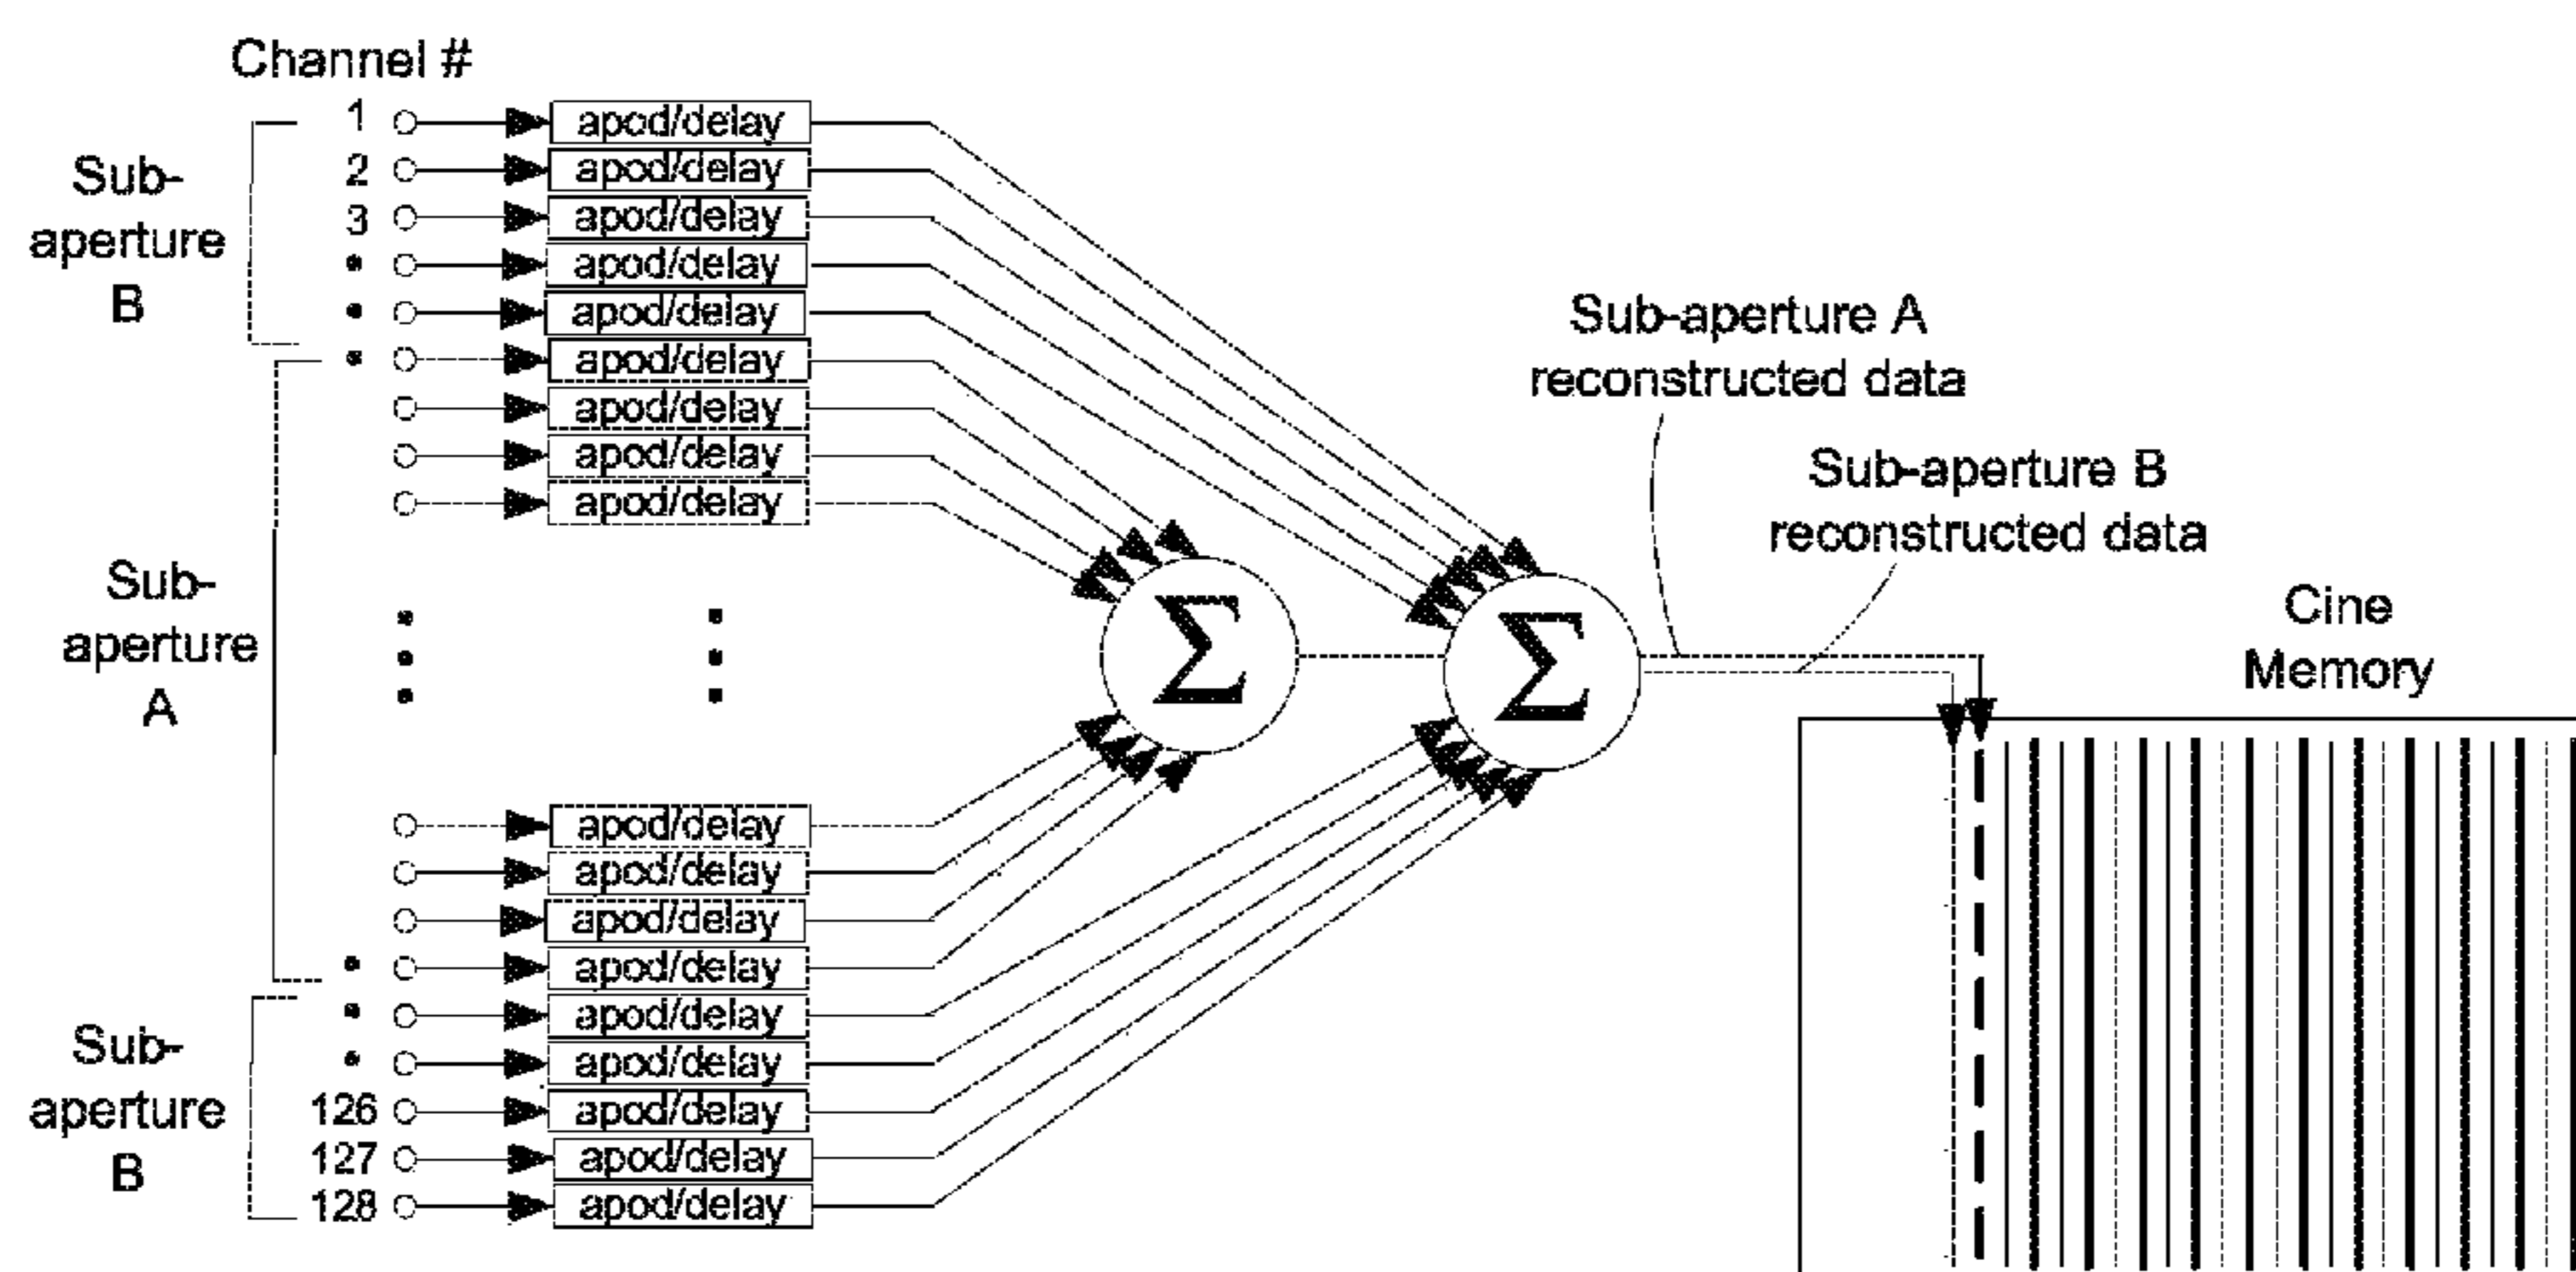 Channel #
1
apod/delay
2
apod/delay
3
apod/delay
apod/delay
apod/delay
Sub-
aperture
B
apod/delay
apod/delay
apod/delay
apod/delay
Sub-
aperture
A
Σ
Σ
Sub-aperture A
reconstructed data
Sub-aperture B
reconstructed data
Cine
Memory
apod/delay
apod/delay
apod/delay
apod/delay
apod/delay
apod/delay
126
apod/delay
127
apod/delay
128
apod/delay
Sub-
aperture
B